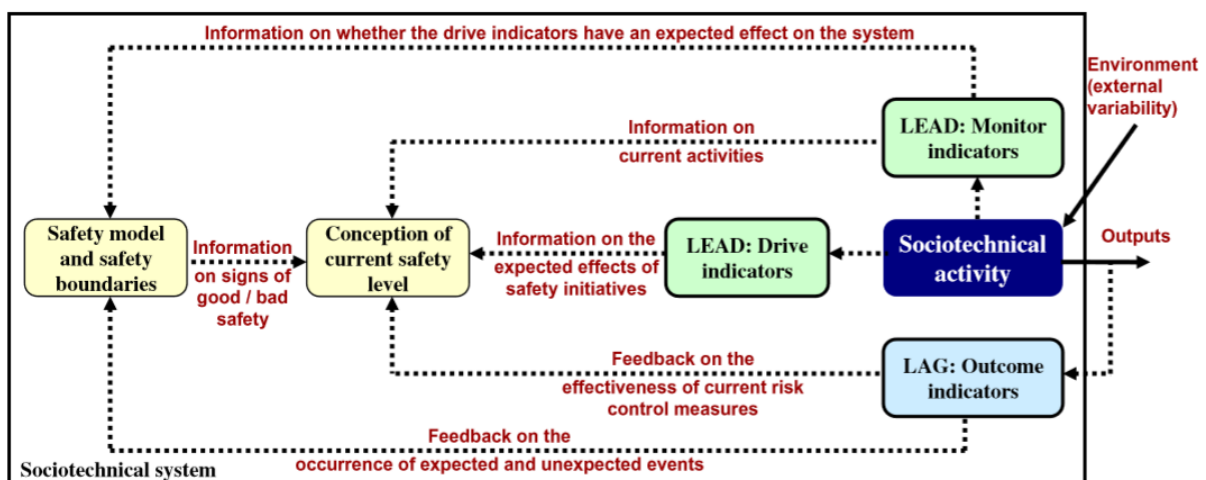 Information on whether the drive indicators have an expected effect on the system
Environment
(external
variability)
LEAD: Monitor
indicators
Information on
current activities
Safety model
and safety
boundaries
Information
on signs of
good / bad
safety
Conception of
current safety
level
Information on the
expected effects of
safety initiatives
LEAD: Drive
indicators
Sociotechnical
activity
Outputs
Feedback on the
effectiveness of current risk
control measures
LAG: Outcome
indicators
Feedback on the
occurrence of expected and unexpected events
Sociotechnical system